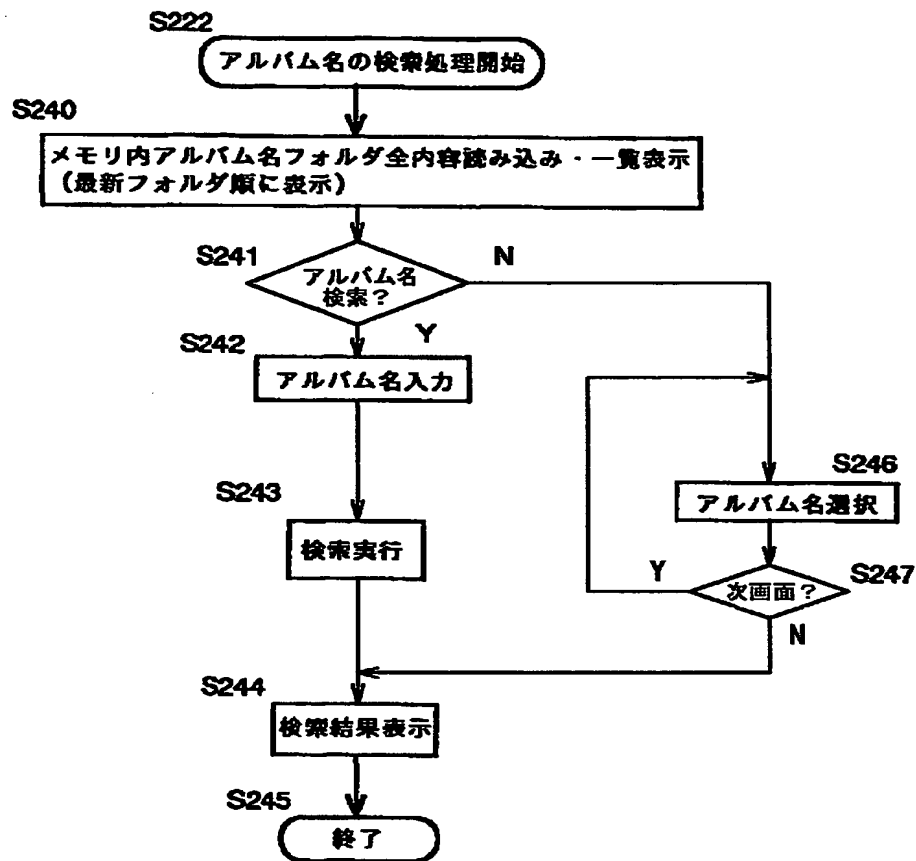 S222
アルバム名の検索処理開始
S240
メモリ内アルバム名フォルダ全内容読み込み・一覧表示
(最新フォルダ順に表示)
S241
アルバム名
検索?
N
Y
S242
アルバム名入力
S243
検索実行
S246
アルバム名選択
S247
次画面?
Y
N
S244
検索結果表示
S245
終了